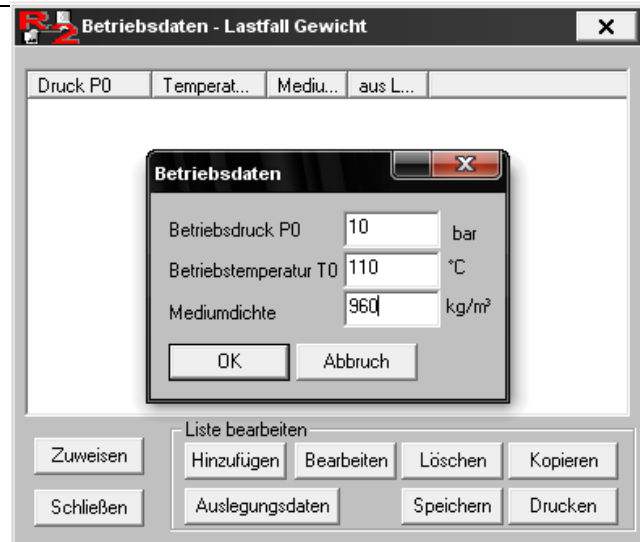 R2 Betriebsdaten - Lastfall Gewicht
Druck P0 Temperat... Mediu... aus L...
Betriebsdaten
Betriebsdruck P0 10 bar
Betriebstemperatur T0 110 °C
Mediumdichte 960 kg/m³
OK Abbruch
Liste bearbeiten
Zuweisen Hinzufügen Bearbeiten Löschen Kopieren
Schließen Auslegungsdaten Speichern Drucken